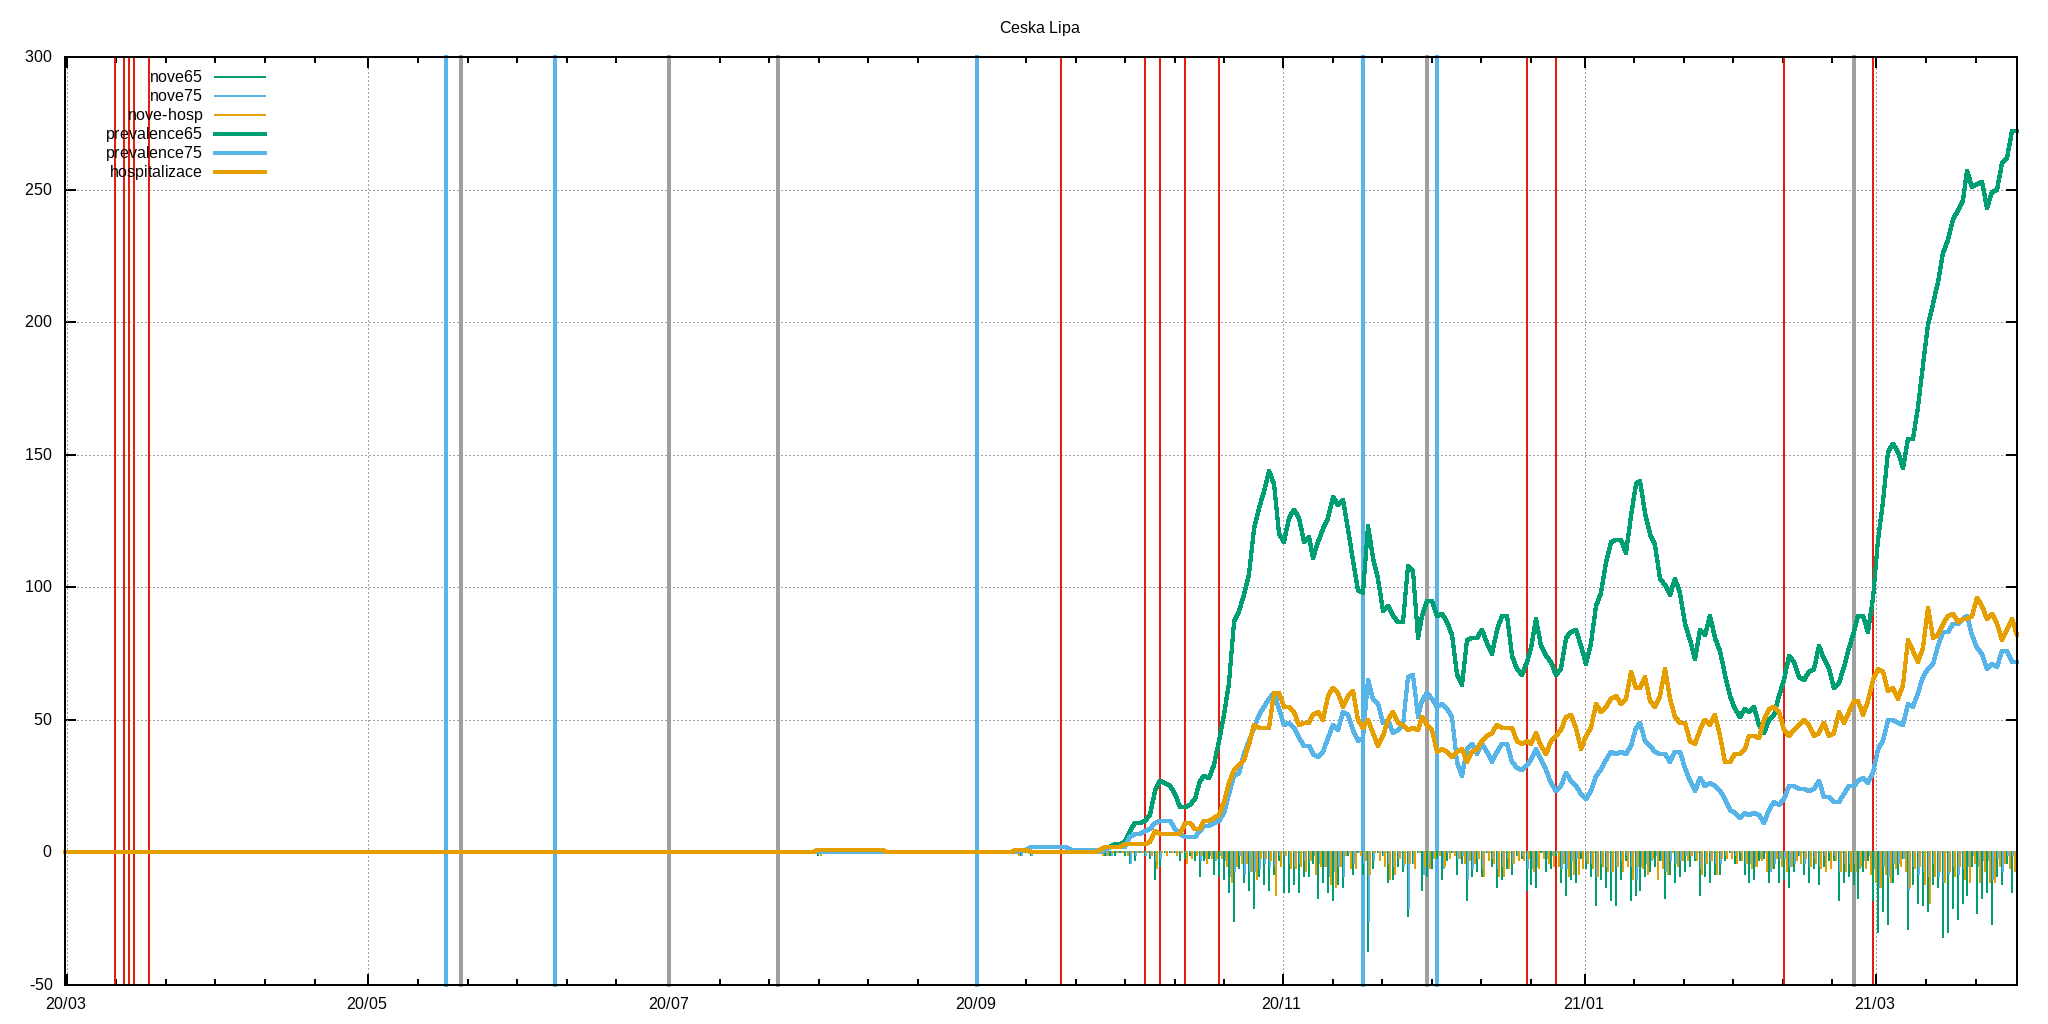 Ceska Lipa
300
nove65
nove75
nove-hosp
prevalence65
prevalence75
hospitalizace
250
200
150
100
50
0
-50
20/03 20/05 20/07 20/09 20/11 21/01 21/03